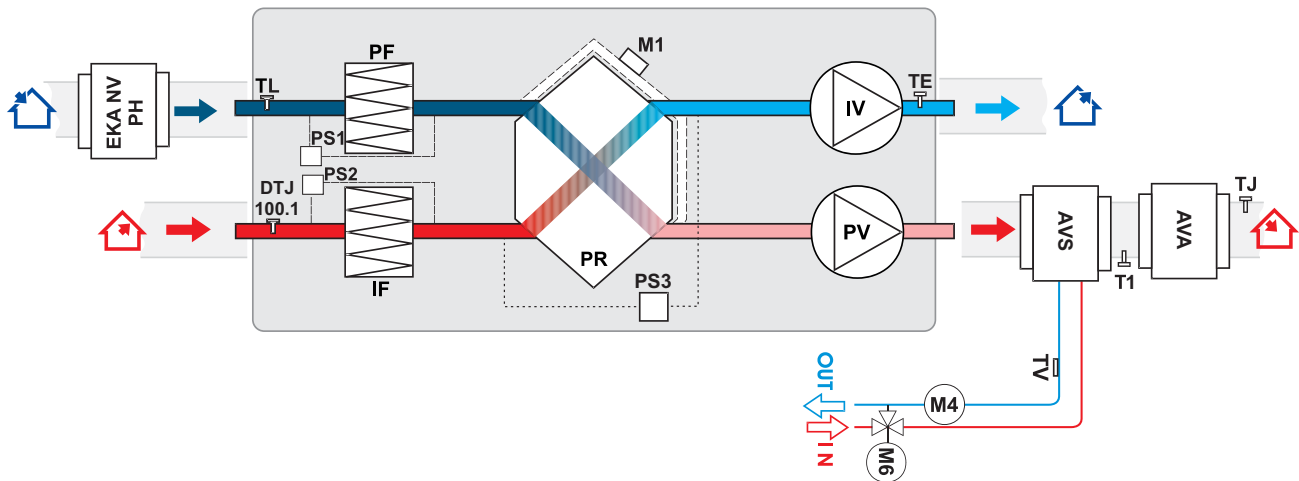 PF
M1
TL
TE
EKA NV
PH
IV
PS1
PS2
DTJ
100.1
TJ
AVS
AVA
PV
PR
IF
PS3
T1
TV
OUT
M4
IN
M6